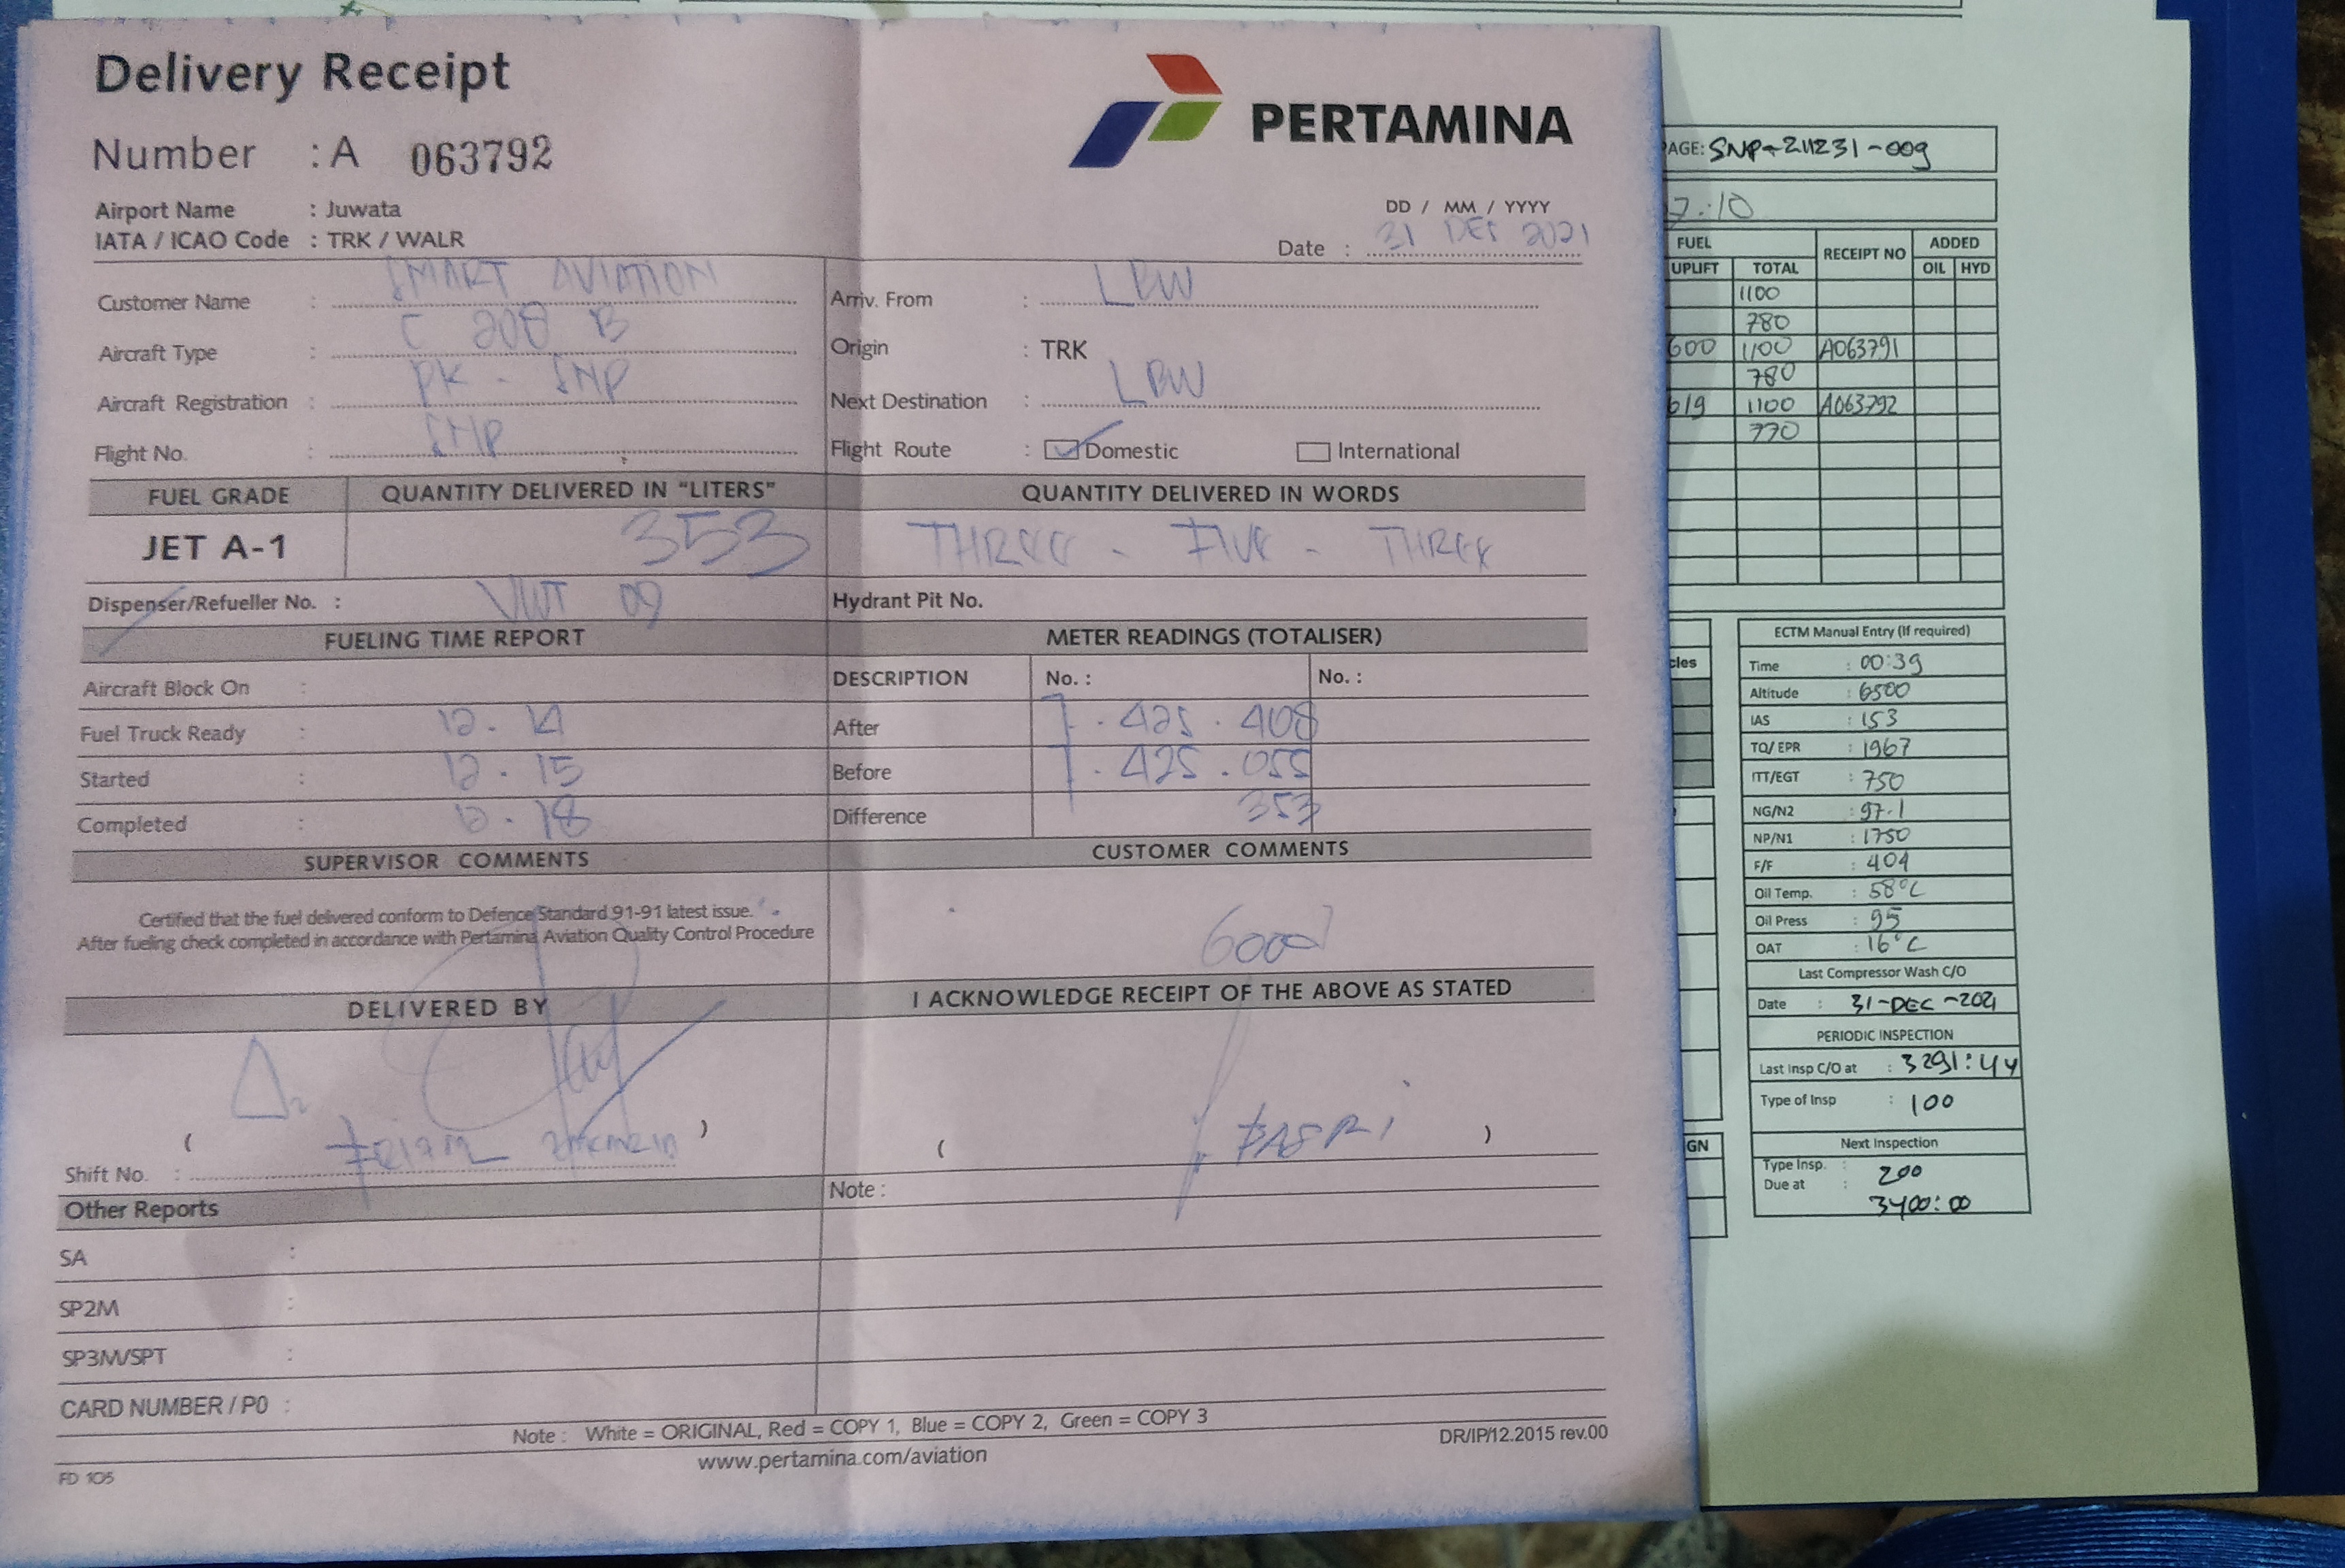 Delivery Receipt
PERTAMINA
Number : A 063792
Airport Name : Juwata
IATA / ICAO Code : TRK / WALR
DD / MM / YYYY
Date : 31 DES 2021
Customer Name : SMART AVIATION
Arriv. From : LBW
Aircraft Type : C 208 B
Origin : TRK
Aircraft Registration : PK - SNP
Next Destination : LBW
Flight No. : SNP
Flight Route : Domestic International
FUEL GRADE QUANTITY DELIVERED IN "LITERS" QUANTITY DELIVERED IN WORDS
JET A-1 353 THREE - FIVE - THREE
Dispenser/Refueller No. : 09
Hydrant Pit No.
FUELING TIME REPORT METER READINGS (TOTALISER)
Aircraft Block On :
DESCRIPTION No. : No. :
Fuel Truck Ready : 12. 14
After 7.425.408
Started : 12.15
Before 7.425.055
Completed : 12.18
Difference 353
SUPERVISOR COMMENTS CUSTOMER COMMENTS
Certified that the fuel delivered conform to Defence Standard 91-91 latest issue.
After fueling check completed in accordance with Pertamina Aviation Quality Control Procedure
Good
DELIVERED BY I ACKNOWLEDGE RECEIPT OF THE ABOVE AS STATED
( ) ( )
Shift No. :
Note :
Other Reports
SA :
SP2M :
SP3M/SPT :
CARD NUMBER / P0 :
Note : White = ORIGINAL, Red = COPY 1, Blue = COPY 2, Green = COPY 3
www.pertamina.com/aviation
DR/IP/12.2015 rev.00
FD 105
AGE: SNP-211231-009
7:10
FUEL RECEIPT NO ADDED
UPLIFT TOTAL OIL HYD
1100
780
600 1100 A063791
780
619 1100 A063792
770
cles
GN
ECTM Manual Entry (If required)
Time : 00:39
Altitude : 6500
IAS : 153
TQ/ EPR : 1967
ITT/EGT : 750
NG/N2 : 97.1
NP/N1 : 1750
F/F : 404
Oil Temp. : 58°C
Oil Press : 95
OAT : 16°C
Last Compressor Wash C/O
Date : 31-DEC-2021
PERIODIC INSPECTION
Last Insp C/O at : 3291:44
Type of Insp : 100
Next Inspection
Type Insp. : 200
Due at : 3400:00